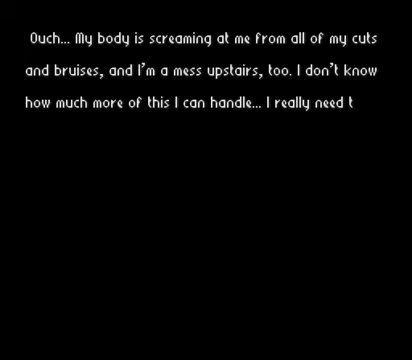 Ouch... My body is screaming at me from all of my cuts
and bruises, and I'm a mess upstairs, too. I don't know
how much more of this I can handle... I really need t